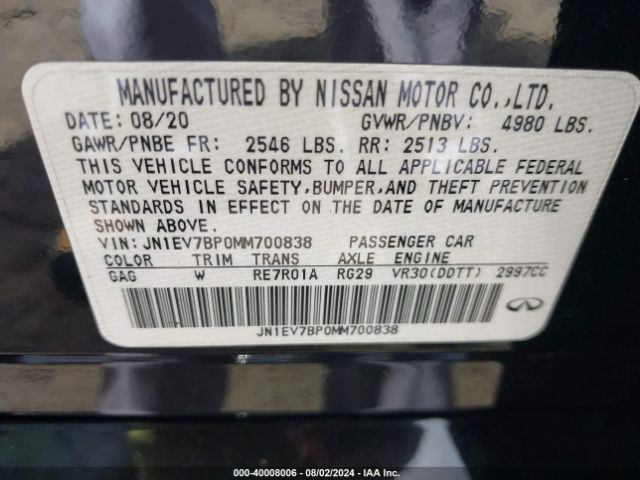 MANUFACTURED BY NISSAN MOTOR CO.,LTD.
DATE: 08/20 GVWR/PNBV: 4980 LBS.
GAWR/PNBE FR: 2546 LBS. RR: 2513 LBS.
THIS VEHICLE CONFORMS TO ALL APPLICABLE FEDERAL
MOTOR VEHICLE SAFETY,BUMPER,AND THEFT PREVENTION
STANDARDS IN EFFECT ON THE DATE OF MANUFACTURE
SHOWN ABOVE.
VIN: JN1EV7BP0MM700838 PASSENGER CAR
COLOR TRIM TRANS AXLE ENGINE
GAG W RE7R01A RG29 VR30(DDTT) 2997CC
JN1EV7BP0MM700838
000-40008006 - 08/02/2024 - IAA Inc.